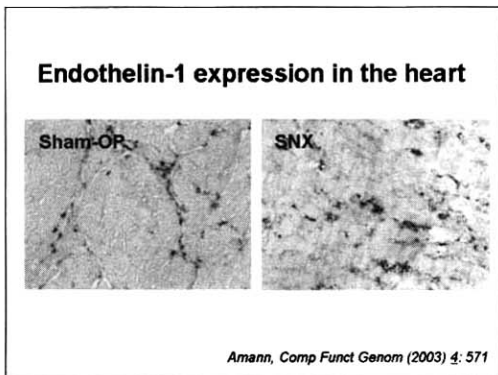 Endothelin-1 expression in the heart
Sham-OP
SNX
Amann, Comp Funct Genom (2003) 4: 571